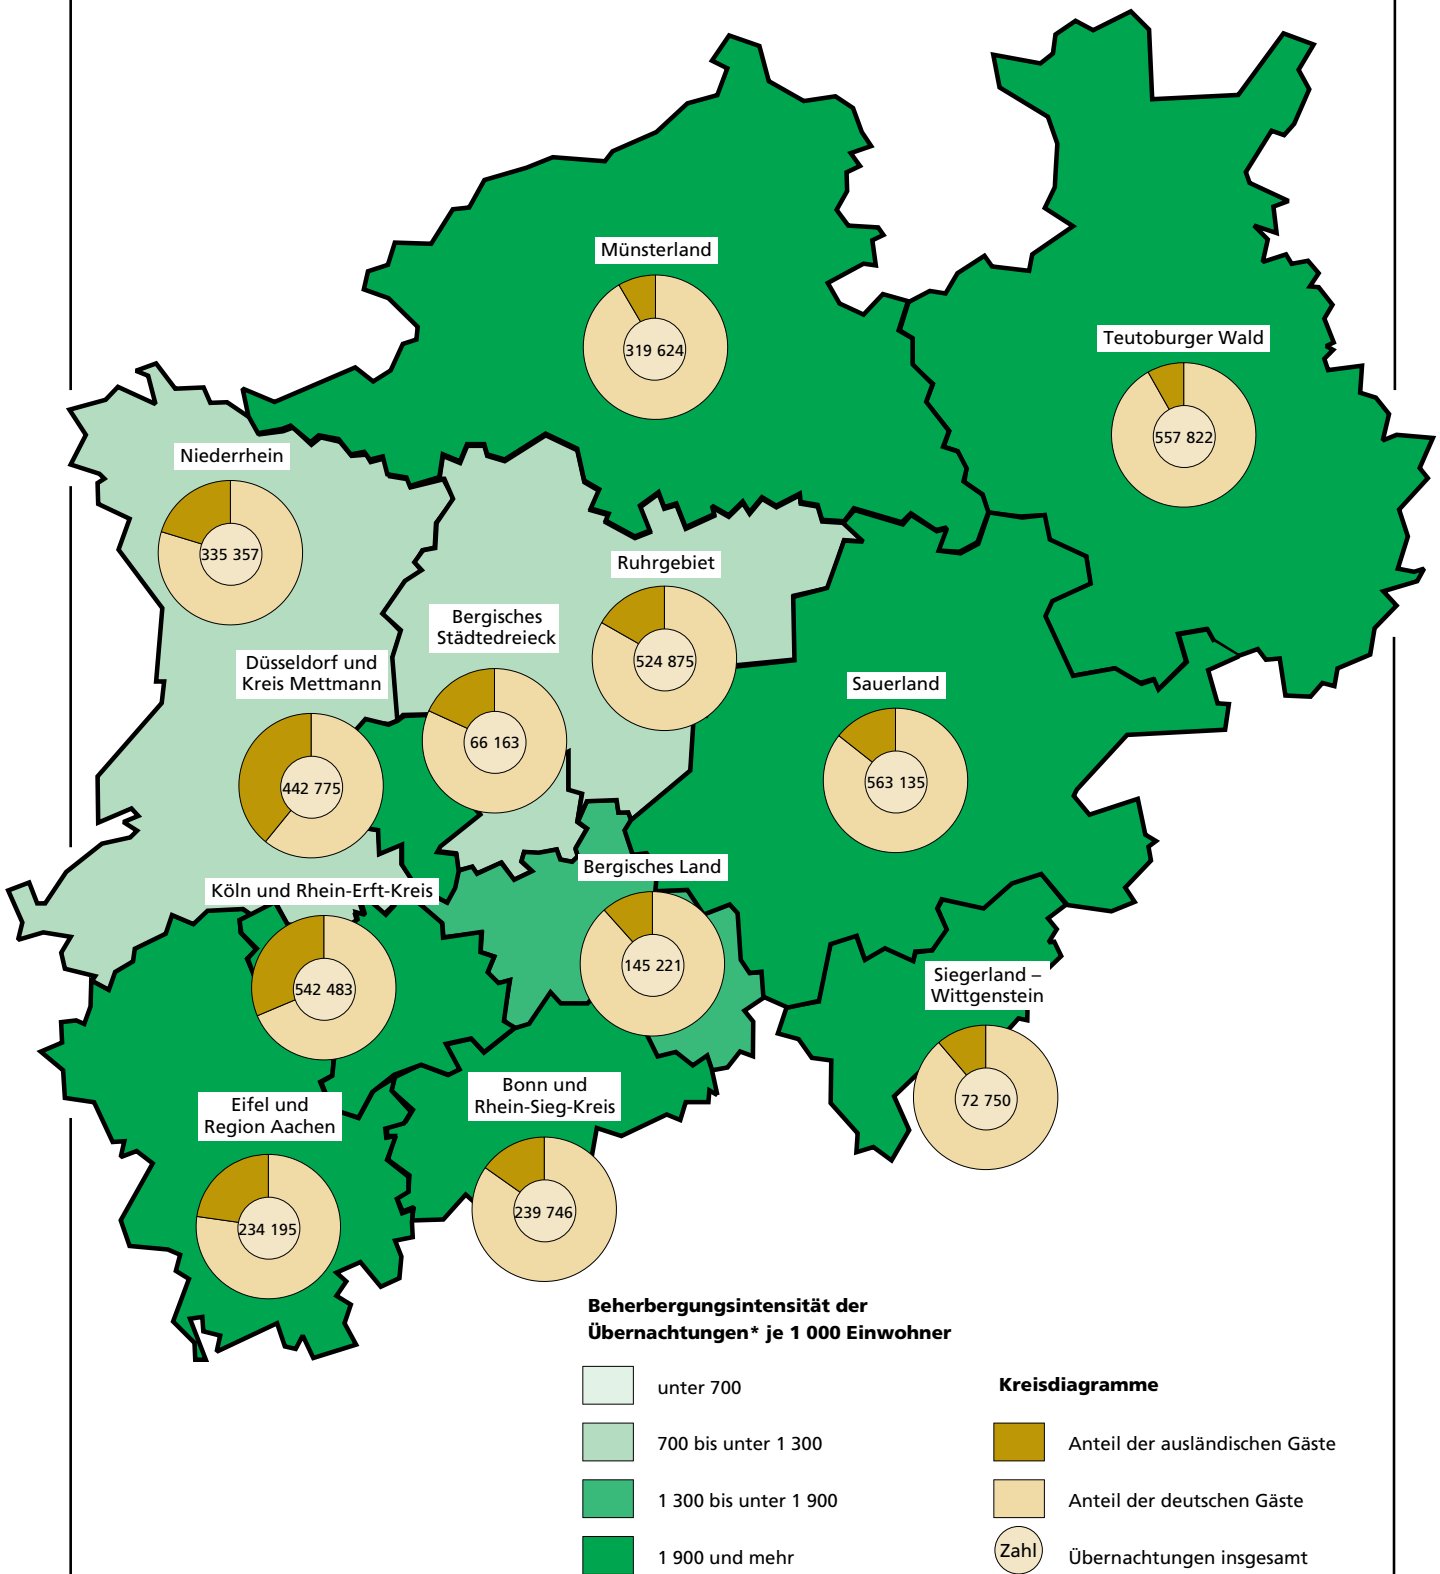 Münsterland
319 624
Teutoburger Wald
557 822
Niederrhein
335 357
Ruhrgebiet
524 875
Bergisches
Städtedreieck
66 163
Düsseldorf und
Kreis Mettmann
442 775
Sauerland
563 135
Bergisches Land
145 221
Köln und Rhein-Erft-Kreis
542 483
Siegerland –
Wittgenstein
72 750
Bonn und
Rhein-Sieg-Kreis
239 746
Eifel und
Region Aachen
234 195
Beherbergungsintensität der
Übernachtungen* je 1 000 Einwohner
unter 700
700 bis unter 1 300
1 300 bis unter 1 900
1 900 und mehr
Kreisdiagramme
Anteil der ausländischen Gäste
Anteil der deutschen Gäste
Zahl
Übernachtungen insgesamt